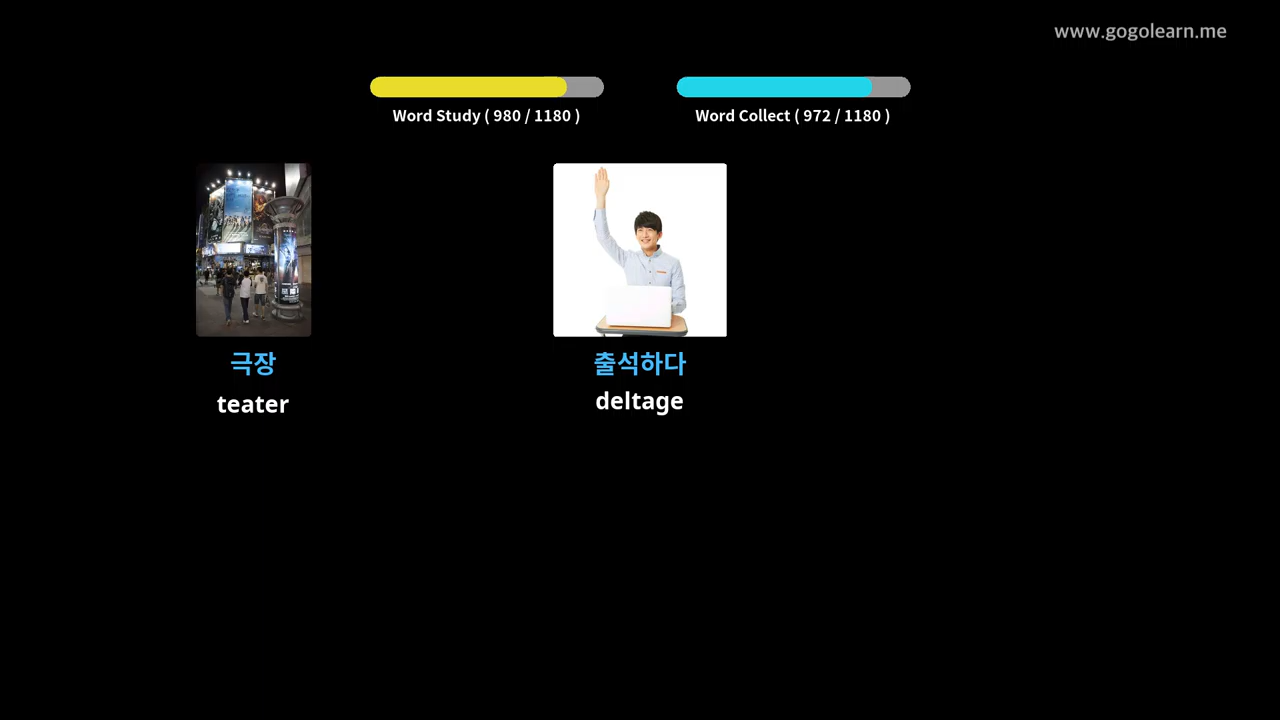 www.gogolearn.me
Word Study ( 980 / 1180 )
Word Collect ( 972 / 1180 )
극장
teater
출석하다
deltage